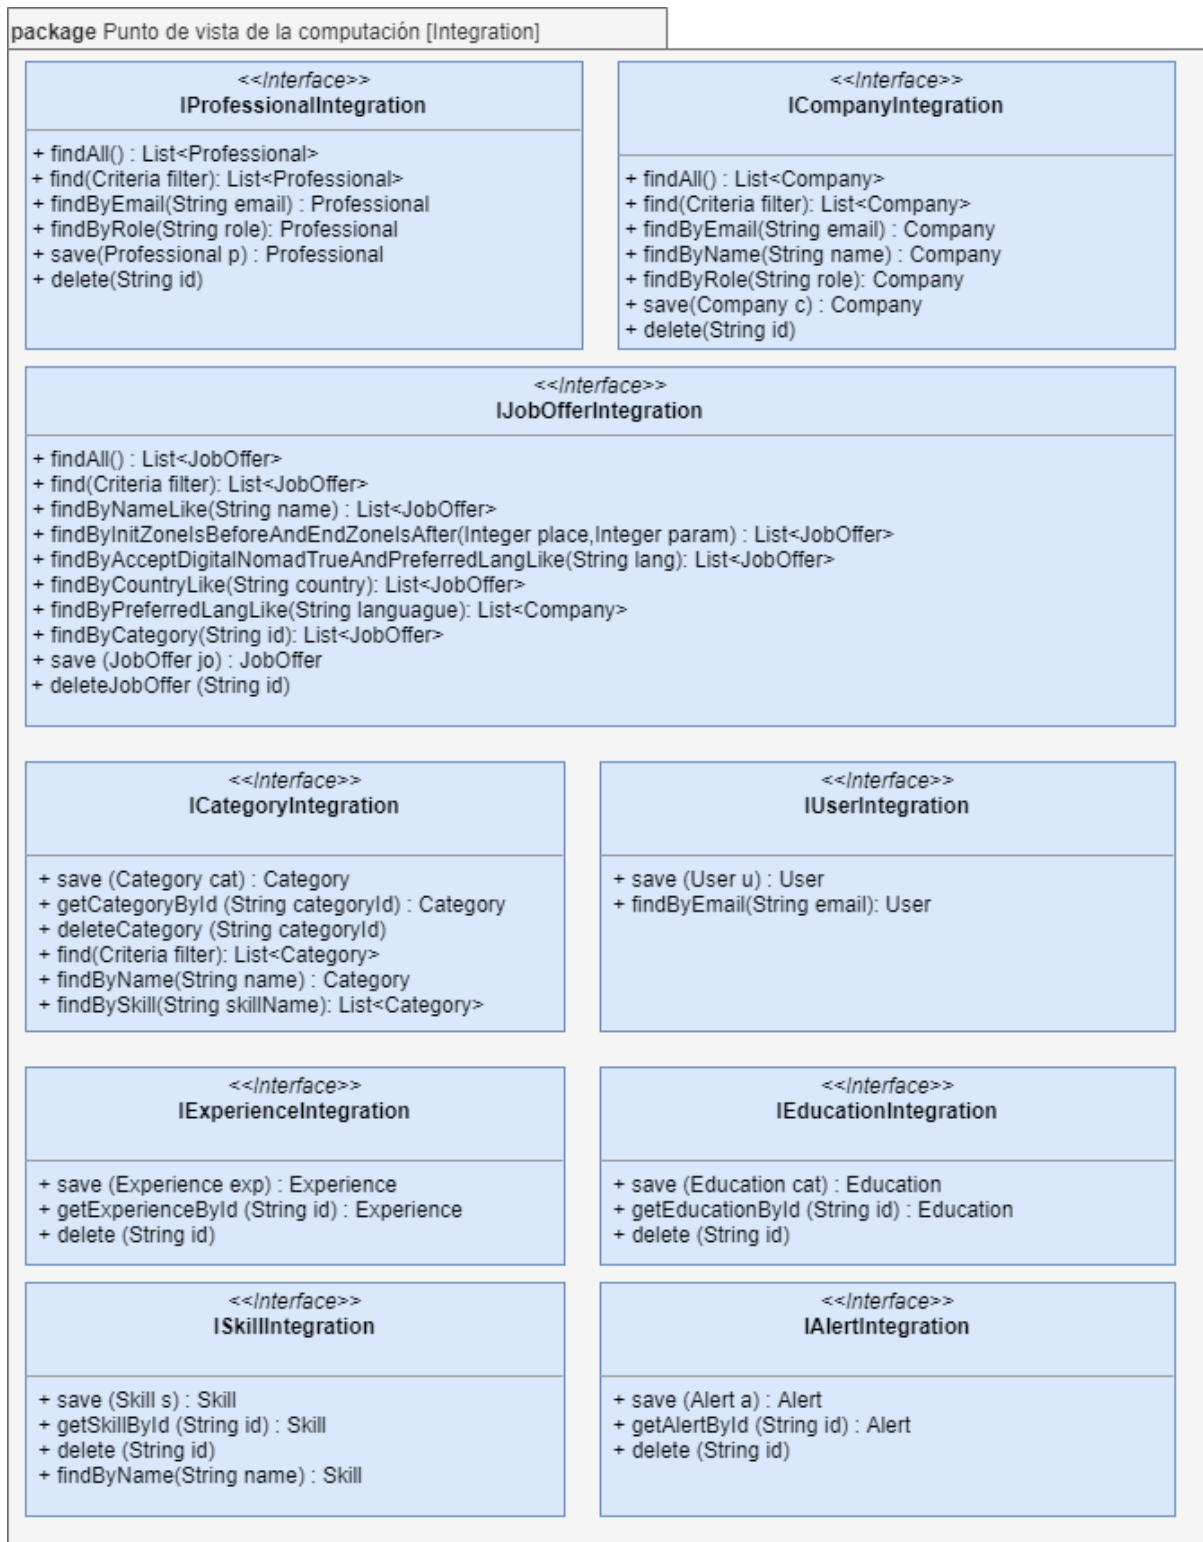 package Punto de vista de la computación [Integration]
<<Interface>>
IProfessionalIntegration
+ findAll() : List<Professional>
+ find(Criteria filter): List<Professional>
+ findByEmail(String email) : Professional
+ findByRole(String role): Professional
+ save(Professional p) : Professional
+ delete(String id)
<<Interface>>
ICompanyIntegration
+ findAll() : List<Company>
+ find(Criteria filter): List<Company>
+ findByEmail(String email) : Company
+ findByName(String name) : Company
+ findByRole(String role): Company
+ save(Company c) : Company
+ delete(String id)
<<Interface>>
IJobOfferIntegration
+ findAll() : List<JobOffer>
+ find(Criteria filter): List<JobOffer>
+ findByNameLike(String name) : List<JobOffer>
+ findByInitZoneIsBeforeAndEndZoneIsAfter(Integer place,Integer param) : List<JobOffer>
+ findByAcceptDigitalNomadTrueAndPreferredLangLike(String lang): List<JobOffer>
+ findByCountryLike(String country): List<JobOffer>
+ findByPreferredLangLike(String languague): List<Company>
+ findByCategory(String id): List<JobOffer>
+ save (JobOffer jo) : JobOffer
+ deleteJobOffer (String id)
<<Interface>>
ICategoryIntegration
+ save (Category cat) : Category
+ getCategoryById (String categoryId) : Category
+ deleteCategory (String categoryId)
+ find(Criteria filter): List<Category>
+ findByName(String name) : Category
+ findBySkill(String skillName): List<Category>
<<Interface>>
IUserIntegration
+ save (User u) : User
+ findByEmail(String email): User
<<Interface>>
IExperienceIntegration
+ save (Experience exp) : Experience
+ getExperienceById (String id) : Experience
+ delete (String id)
<<Interface>>
IEducationIntegration
+ save (Education cat) : Education
+ getEducationById (String id) : Education
+ delete (String id)
<<Interface>>
ISkillIntegration
+ save (Skill s) : Skill
+ getSkillById (String id) : Skill
+ delete (String id)
+ findByName(String name) : Skill
<<Interface>>
IAlertIntegration
+ save (Alert a) : Alert
+ getAlertById (String id) : Alert
+ delete (String id)